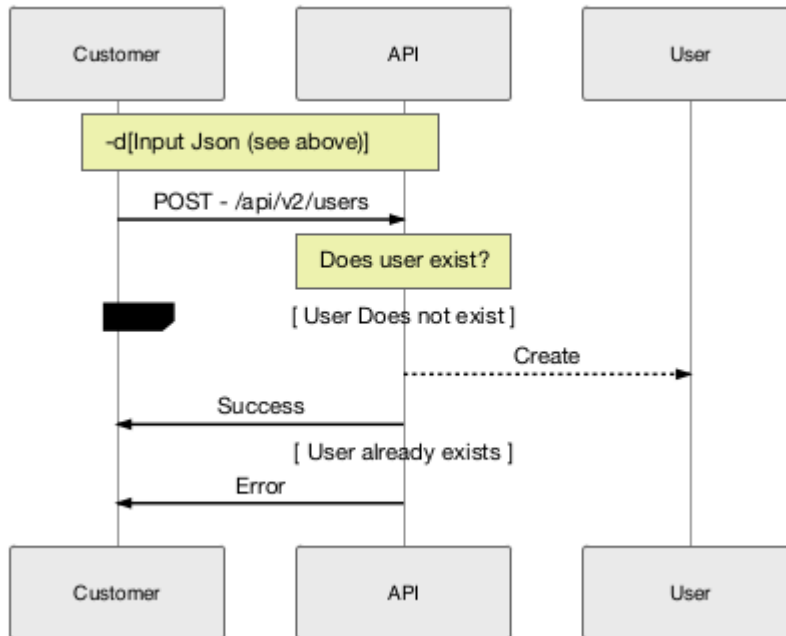 Customer API User
-d[Input Json (see above)]
POST - /api/v2/users
Does user exist?
[ User Does not exist ]
Create
Success
[ User already exists ]
Error
Customer API User